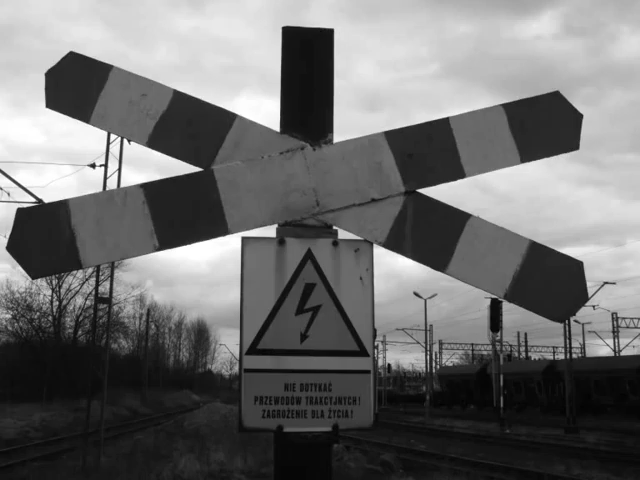 NIE DOTYKAĆ
PRZEWODÓW TRAKCYJNYCH!
ZAGROŻENIE DLA ŻYCIA!